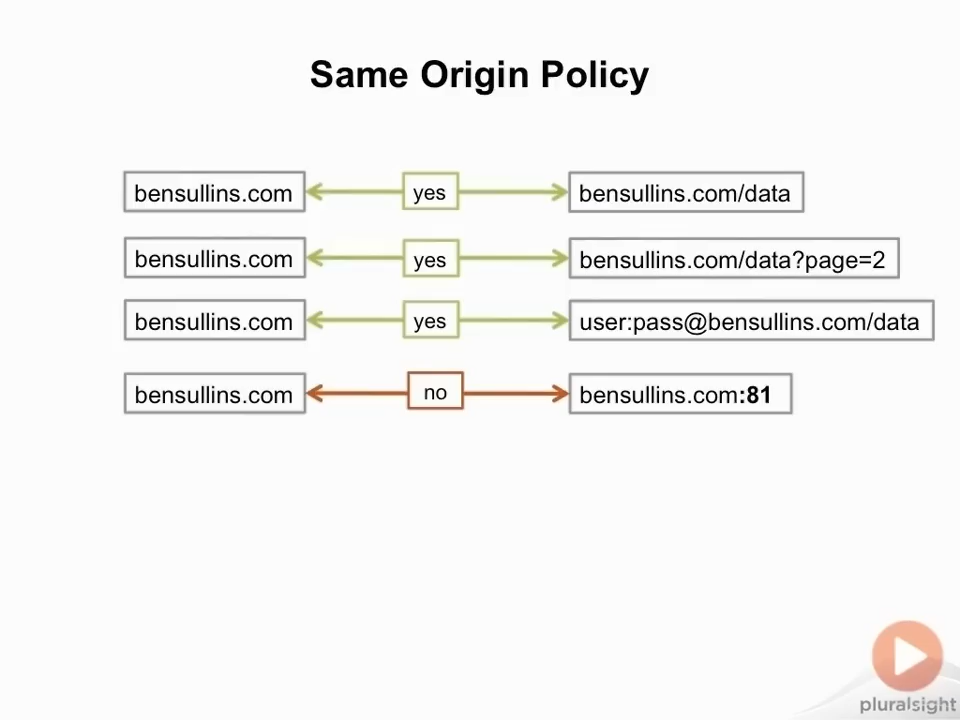 Same Origin Policy
bensullins.com yes bensullins.com/data
bensullins.com yes bensullins.com/data?page=2
bensullins.com yes user:pass@bensullins.com/data
bensullins.com no bensullins.com:81
pluralsight